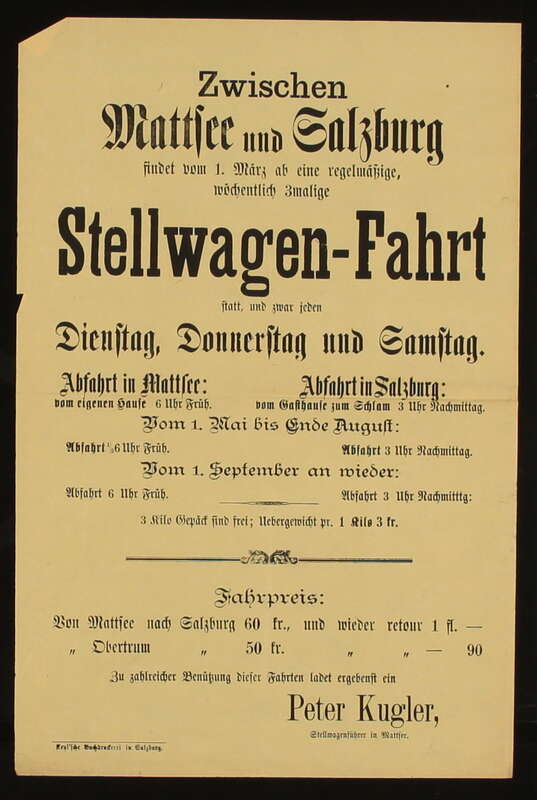 Zwischen
Mattsee und Salzburg
findet vom 1. März ab eine regelmäßige,
wöchentlich 3malige
Stellwagen-Fahrt
statt, und zwar jeden
Dienstag, Donnerstag und Samstag.
Abfahrt in Mattsee: Abfahrt in Salzburg:
vom eigenen Hause 6 Uhr Früh. vom Gasthause zum Schlam 3 Uhr Nachmittag.
Vom 1. Mai bis Ende August:
Abfahrt ½6 Uhr Früh. Abfahrt 3 Uhr Nachmittag.
Vom 1. September an wieder:
Abfahrt 6 Uhr Früh. Abfahrt 3 Uhr Nachmitttg:
3 Kilo Gepäck sind frei; Uebergewicht pr. 1 Kilo 3 kr.
Fahrpreis:
Von Mattsee nach Salzburg 60 kr., und wieder retour 1 fl. —
„ Obertrum „ 50 kr. „ „ — 90
Zu zahlreicher Benützung dieser Fahrten ladet ergebenst ein
Peter Kugler,
Stellwagenführer in Mattsee.
Buchdruckerei in Salzburg.